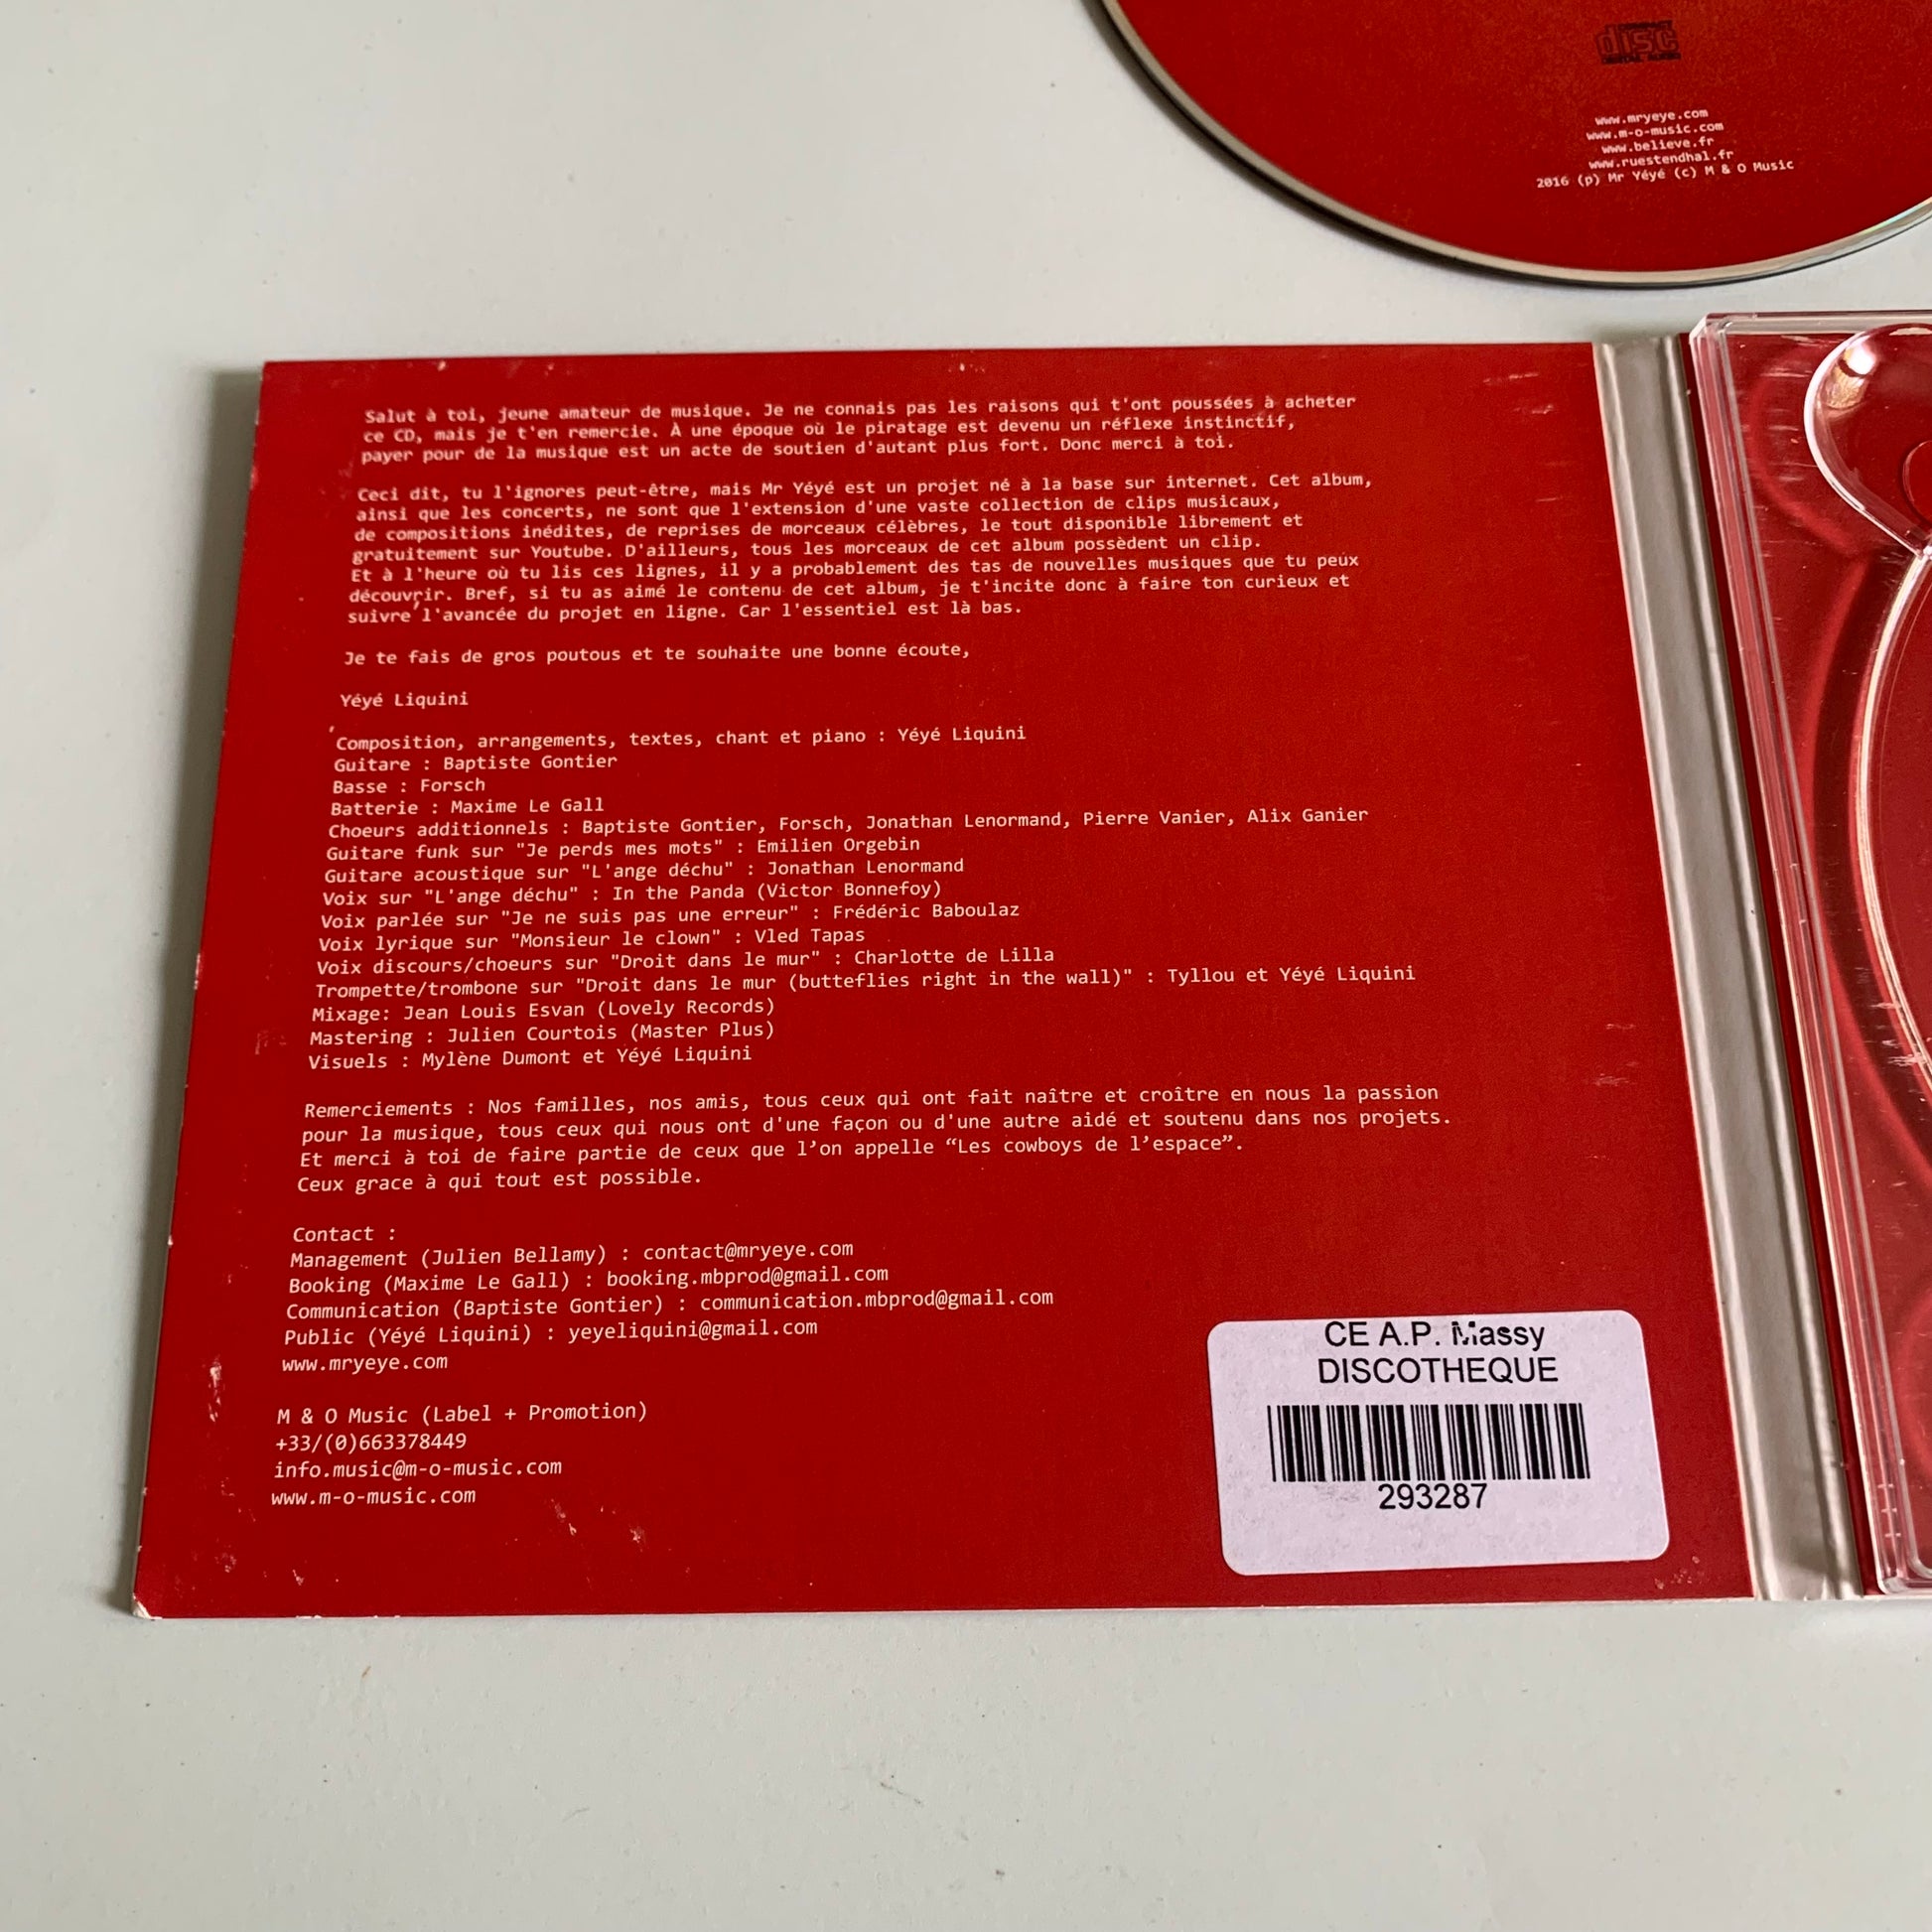 COMPACT
disc
DIGITAL AUDIO
www.mryeye.com
www.m-o-music.com
www.believe.fr
www.ruestendhal.fr
2016 (p) Mr Yéyé (c) M & O Music
Salut à toi, jeune amateur de musique. Je ne connais pas les raisons qui t'ont poussées à acheter
ce CD, mais je t'en remercie. À une époque où le piratage est devenu un réflexe instinctif,
payer pour de la musique est un acte de soutien d'autant plus fort. Donc merci à toi.
Ceci dit, tu l'ignores peut-être, mais Mr Yéyé est un projet né à la base sur internet. Cet album,
ainsi que les concerts, ne sont que l'extension d'une vaste collection de clips musicaux,
de compositions inédites, de reprises de morceaux célèbres, le tout disponible librement et
gratuitement sur Youtube. D'ailleurs, tous les morceaux de cet album possèdent un clip.
Et à l'heure où tu lis ces lignes, il y a probablement des tas de nouvelles musiques que tu peux
découvrir. Bref, si tu as aimé le contenu de cet album, je t'incite donc à faire ton curieux et
suivre l'avancée du projet en ligne. Car l'essentiel est là bas.
Je te fais de gros poutous et te souhaite une bonne écoute,
Yéyé Liquini
Composition, arrangements, textes, chant et piano : Yéyé Liquini
Guitare : Baptiste Gontier
Basse : Forsch
Batterie : Maxime Le Gall
Choeurs additionnels : Baptiste Gontier, Forsch, Jonathan Lenormand, Pierre Vanier, Alix Ganier
Guitare funk sur "Je perds mes mots" : Emilien Orgebin
Guitare acoustique sur "L'ange déchu" : Jonathan Lenormand
Voix sur "L'ange déchu" : In the Panda (Victor Bonnefoy)
Voix parlée sur "Je ne suis pas une erreur" : Frédéric Baboulaz
Voix lyrique sur "Monsieur le clown" : Vled Tapas
Voix discours/choeurs sur "Droit dans le mur" : Charlotte de Lilla
Trompette/trombone sur "Droit dans le mur (butteflies right in the wall)" : Tyllou et Yéyé Liquini
Mixage: Jean Louis Esvan (Lovely Records)
Mastering : Julien Courtois (Master Plus)
Visuels : Mylène Dumont et Yéyé Liquini
Remerciements : Nos familles, nos amis, tous ceux qui ont fait naître et croître en nous la passion
pour la musique, tous ceux qui nous ont d'une façon ou d'une autre aidé et soutenu dans nos projets.
Et merci à toi de faire partie de ceux que l’on appelle “Les cowboys de l’espace”.
Ceux grace à qui tout est possible.
Contact :
Management (Julien Bellamy) : contact@mryeye.com
Booking (Maxime Le Gall) : booking.mbprod@gmail.com
Communication (Baptiste Gontier) : communication.mbprod@gmail.com
Public (Yéyé Liquini) : yeyeliquini@gmail.com
www.mryeye.com
M & O Music (Label + Promotion)
+33/(0)663378449
info.music@m-o-music.com
www.m-o-music.com
CE A.P. Massy
DISCOTHEQUE
293287